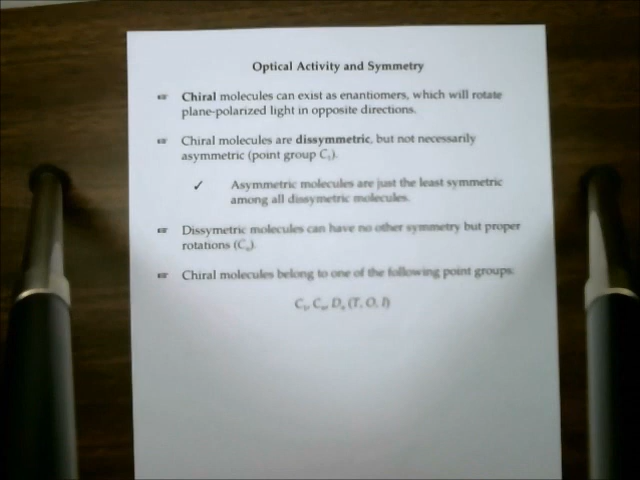 Optical Activity and Symmetry
☞ Chiral molecules can exist as enantiomers, which will rotate
plane-polarized light in opposite directions.
☞ Chiral molecules are dissymmetric, but not necessarily
asymmetric (point group C₁).
✓ Asymmetric molecules are just the least symmetric
among all dissymetric molecules.
☞ Dissymetric molecules can have no other symmetry but proper
rotations (Cₙ).
☞ Chiral molecules belong to one of the following point groups:
C₁, Cₙ, Dₙ (T, O, I)